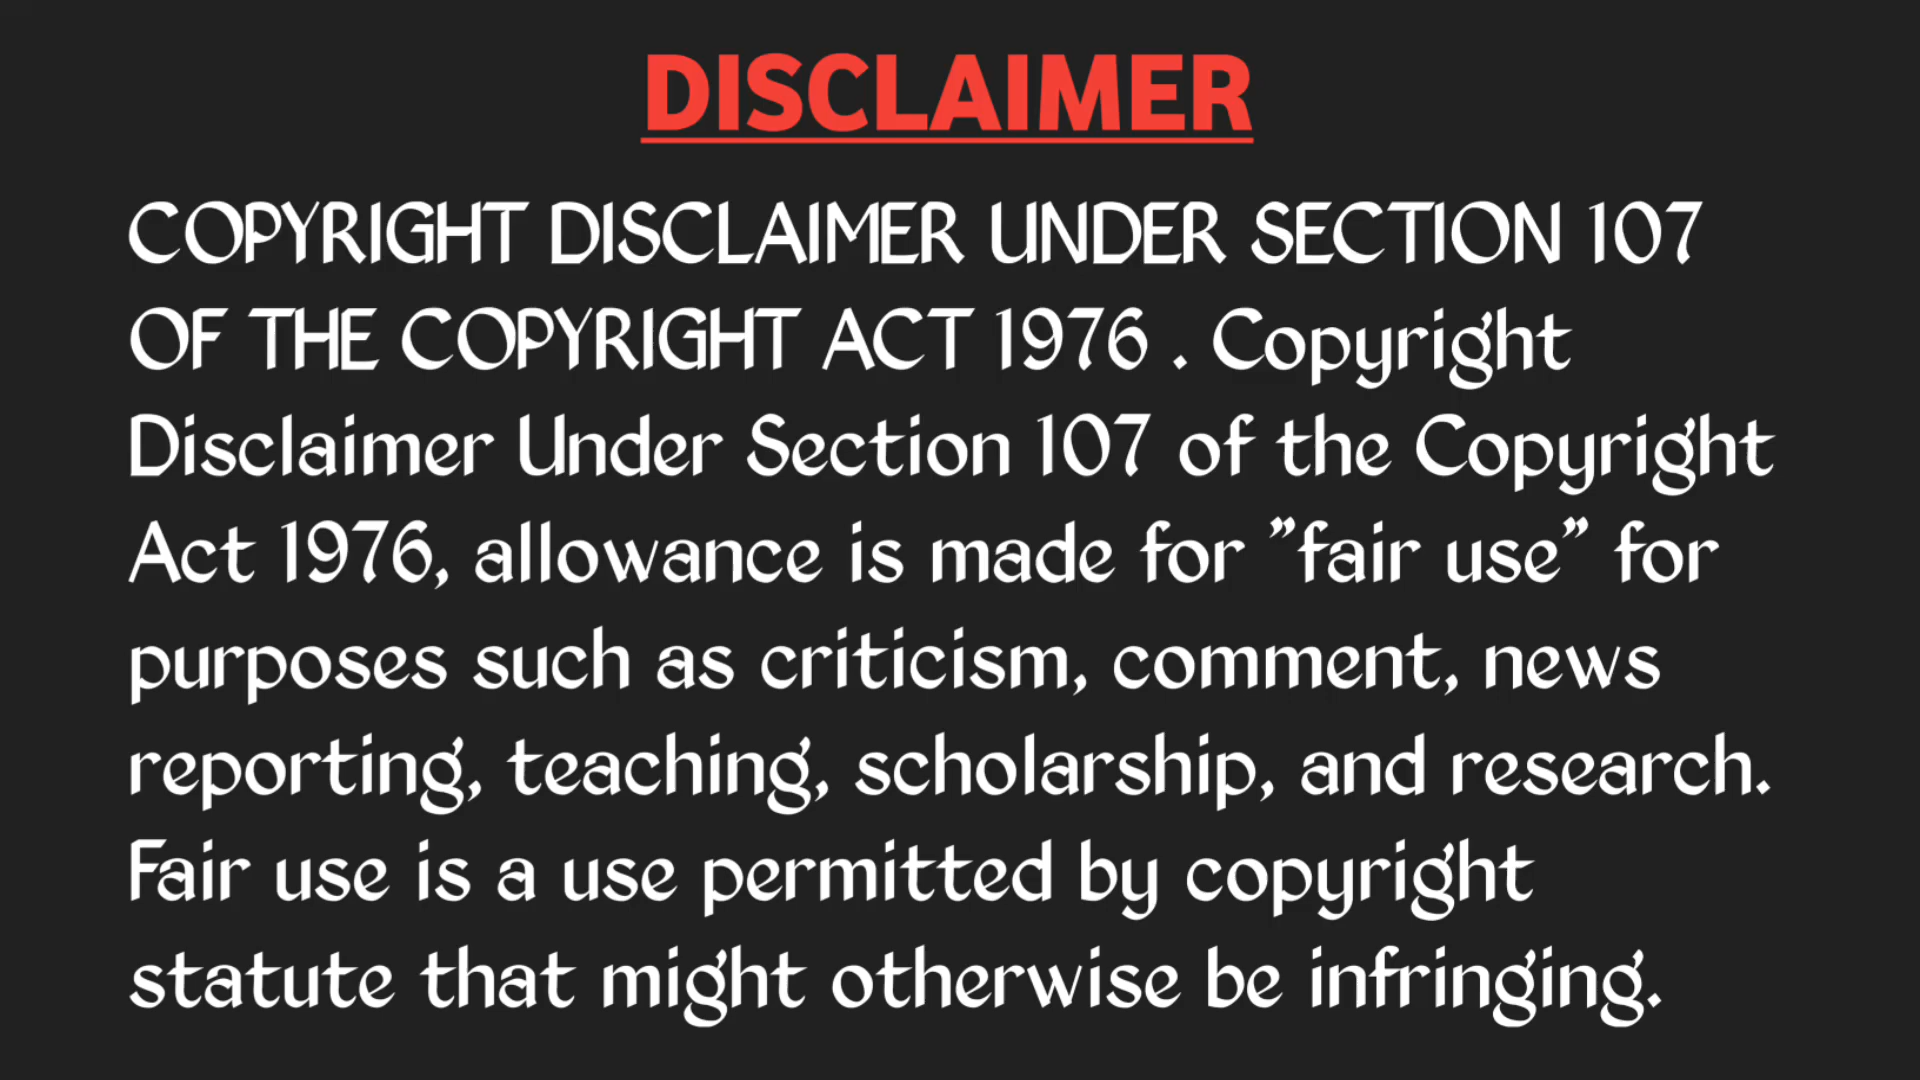 DISCLAIMER
COPYRIGHT DISCLAIMER UNDER SECTION 107
OF THE COPYRIGHT ACT 1976 . Copyright
Disclaimer Under Section 107 of the Copyright
Act 1976, allowance is made for ”fair use” for
purposes such as criticism, comment, news
reporting, teaching, scholarship, and research.
Fair use is a use permitted by copyright
statute that might otherwise be infringing.